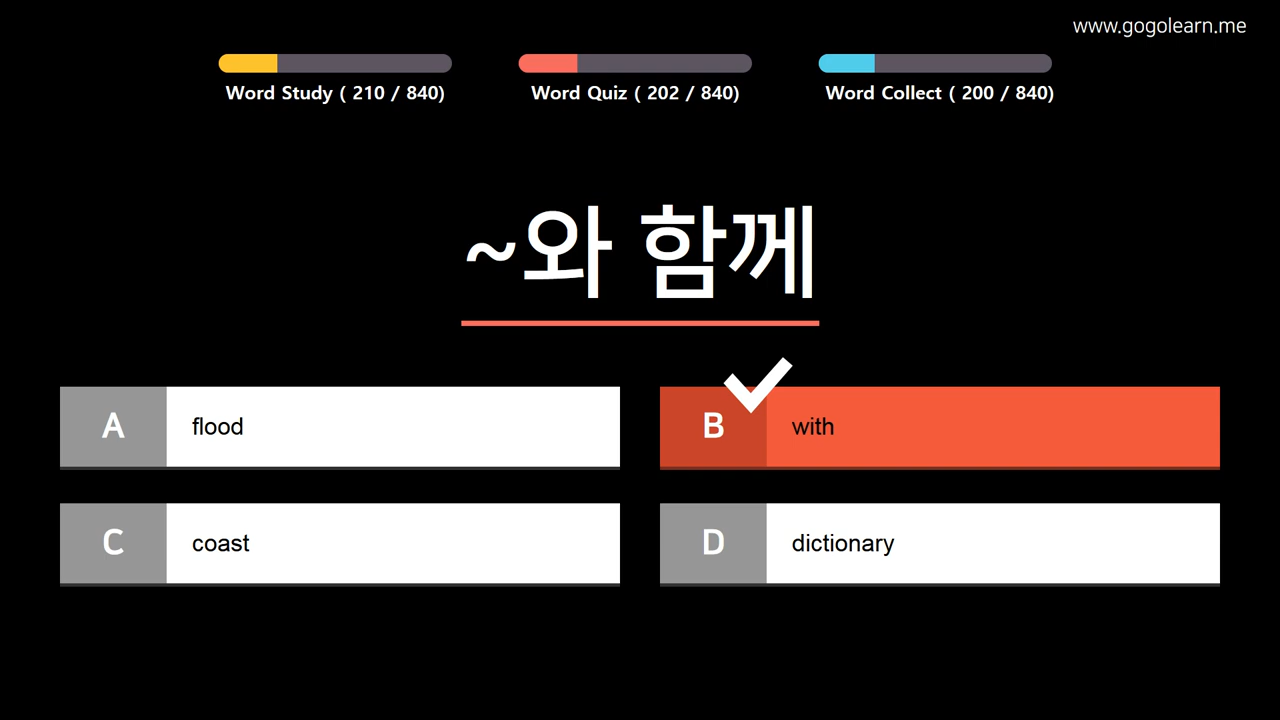 www.gogolearn.me
Word Study ( 210 / 840)
Word Quiz ( 202 / 840)
Word Collect ( 200 / 840)
~와 함께
A flood
B with
C coast
D dictionary